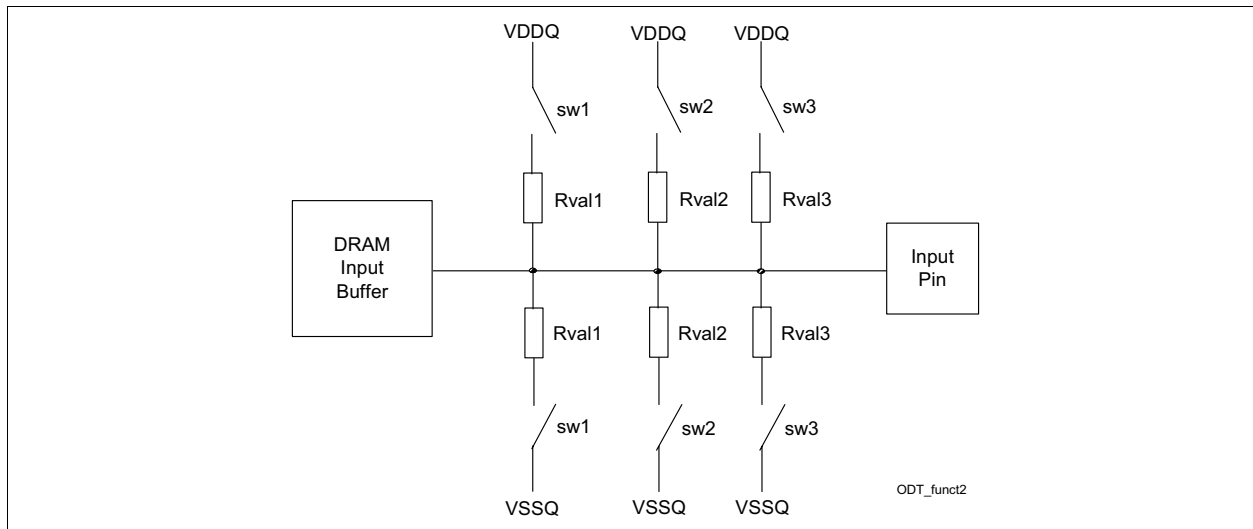 VDDQ VDDQ VDDQ
sw1 sw2 sw3
Rval1 Rval2 Rval3
DRAM
Input
Buffer
Input
Pin
Rval1 Rval2 Rval3
sw1 sw2 sw3
VSSQ VSSQ VSSQ
ODT_funct2